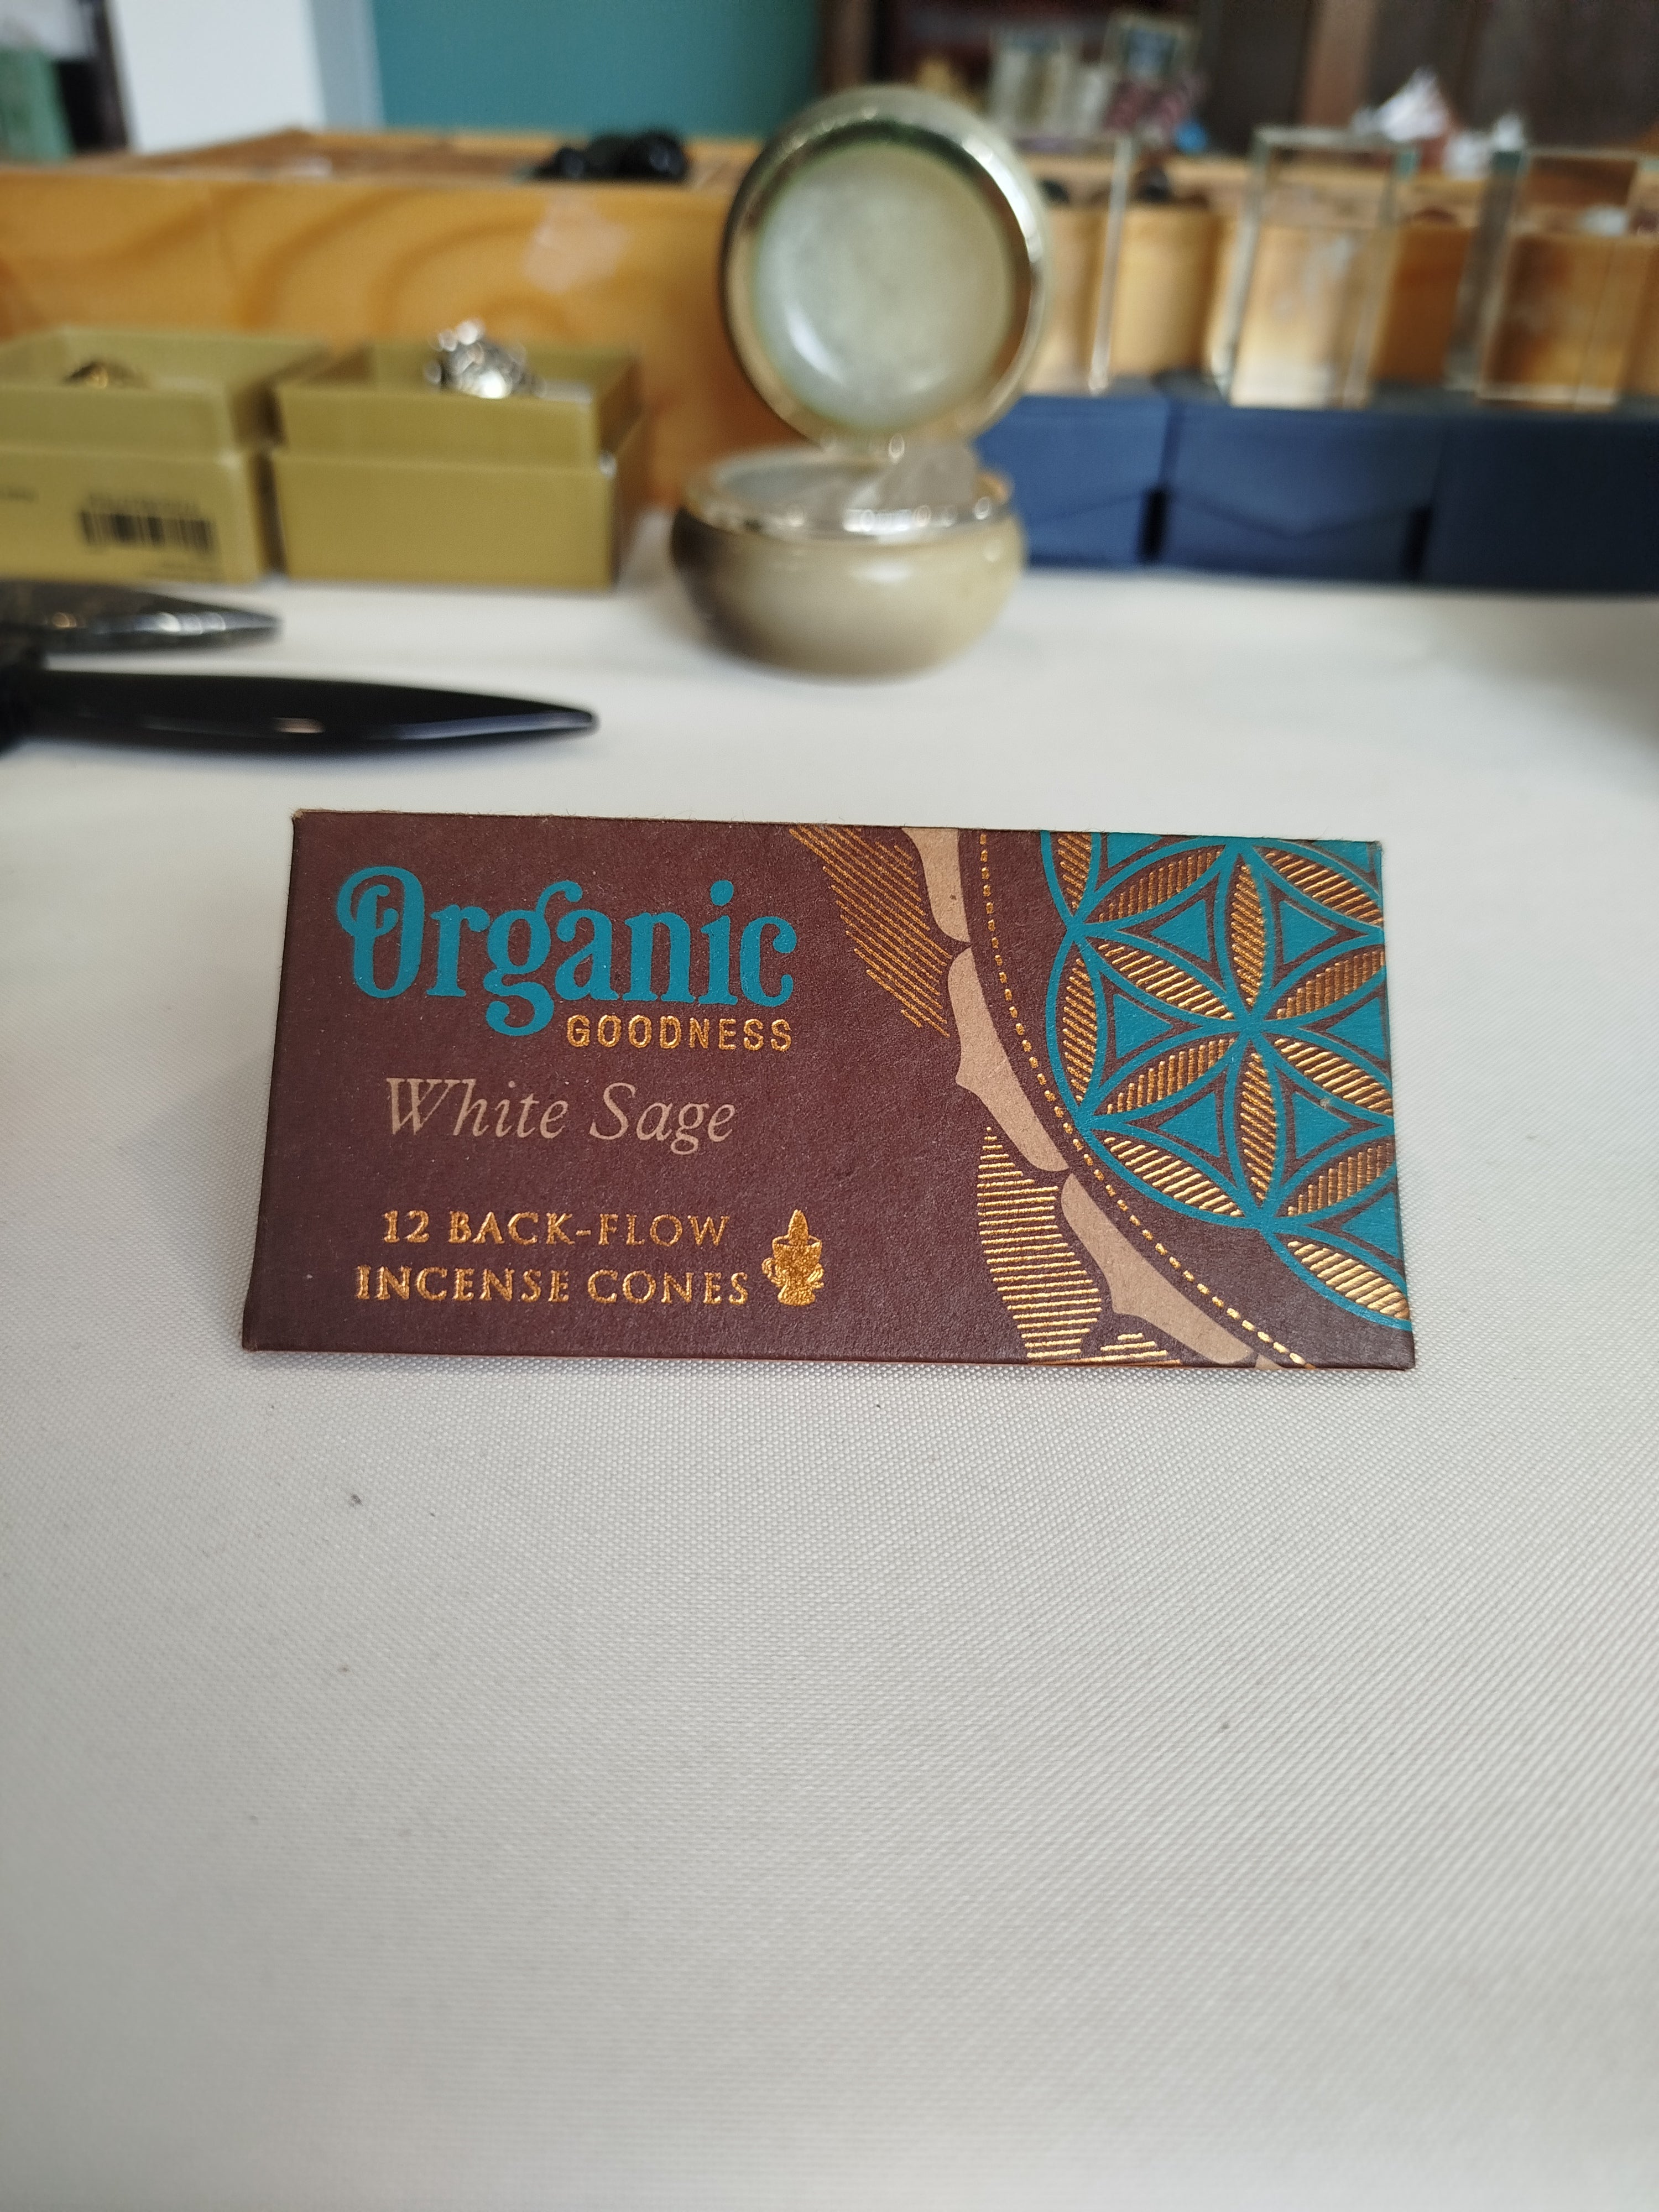 Organic
GOODNESS
White Sage
12 BACK-FLOW
INCENSE CONES